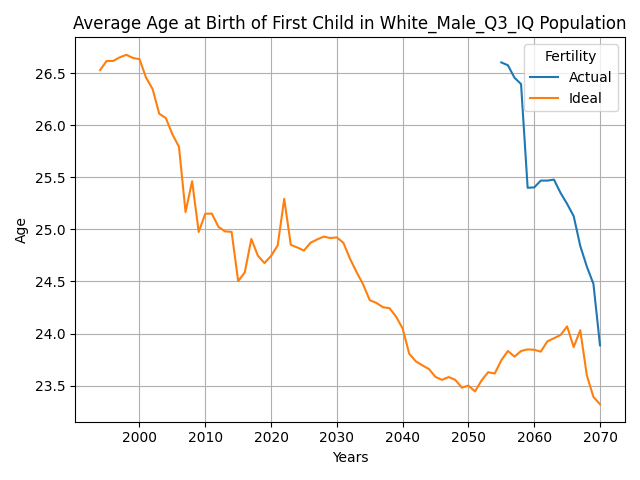 Average Age at Birth of First Child in White_Male_Q3_IQ Population
Fertility
Actual
Ideal
26.5
26.0
25.5
25.0
24.5
24.0
23.5
Age
2000 2010 2020 2030 2040 2050 2060 2070
Years